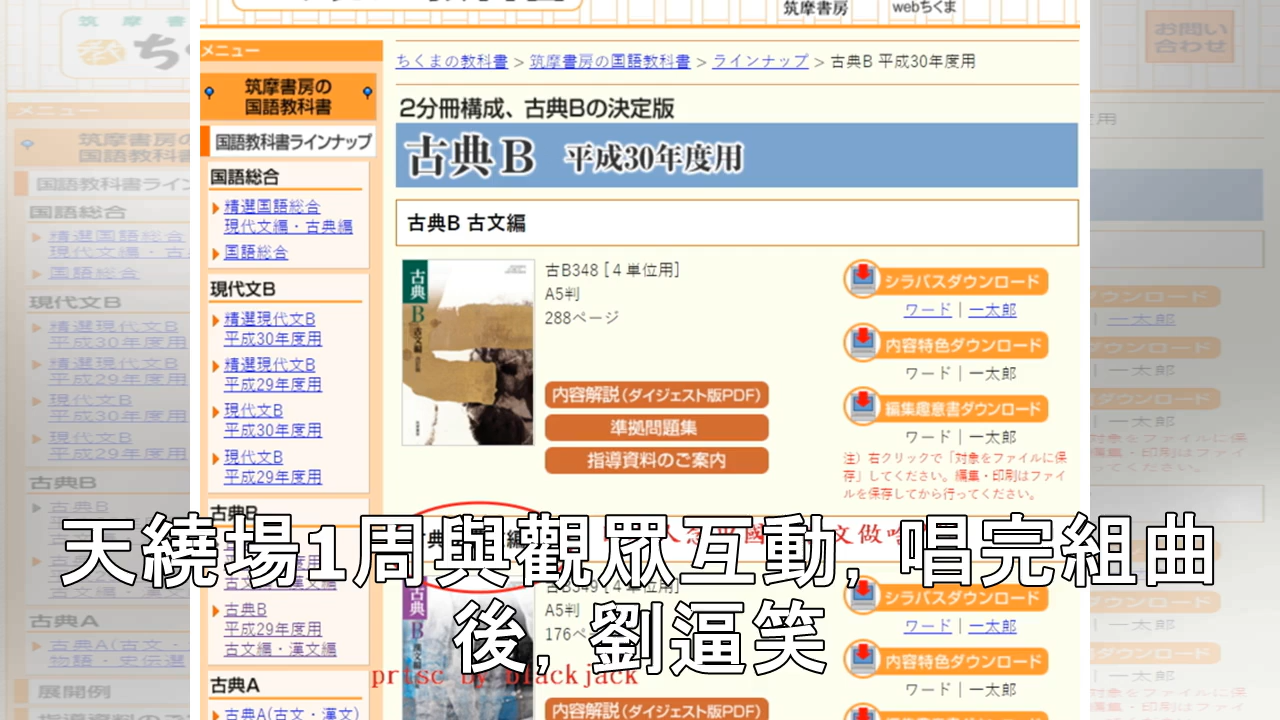 筑摩書房
webちくま
メニュー
筑摩書房の
国語教科書
国語教科書ラインナップ
国語総合
精選国語総合
現代文編・古典編
国語総合
現代文B
精選現代文B
平成30年度用
精選現代文B
平成29年度用
現代文B
平成30年度用
現代文B
平成29年度用
古典B
古典B
平成29年度用
古文編・漢文編
古典A
古典A(古文・漢文)
ちくまの教科書 > 筑摩書房の国語教科書 > ラインナップ > 古典B 平成30年度用
2分冊構成、古典Bの決定版
古典B 平成30年度用
古典B 古文編
古典B 古文編
古B348 [ 4 単位用]
A5判
288ページ
内容解説(ダイジェスト版PDF)
準拠問題集
指導資料のご案内
シラバスダウンロード
ワード | 一太郎
内容特色ダウンロード
ワード | 一太郎
編集趣意書ダウンロード
ワード | 一太郎
注）右クリックで「対象をファイルに保
存」してください。編集・印刷はファイ
ルを保存してから行ってください。
天繞場1周與觀眾互動, 唱完組曲
後, 劉逼笑
A5判
176ペ
シラバスダウンロード
ワード | 一太郎
内容特色ダウンロード
ワード | 一太郎
内容解説(ダイジェスト版PDF)
prisc by blackjack
お問い
合わせ